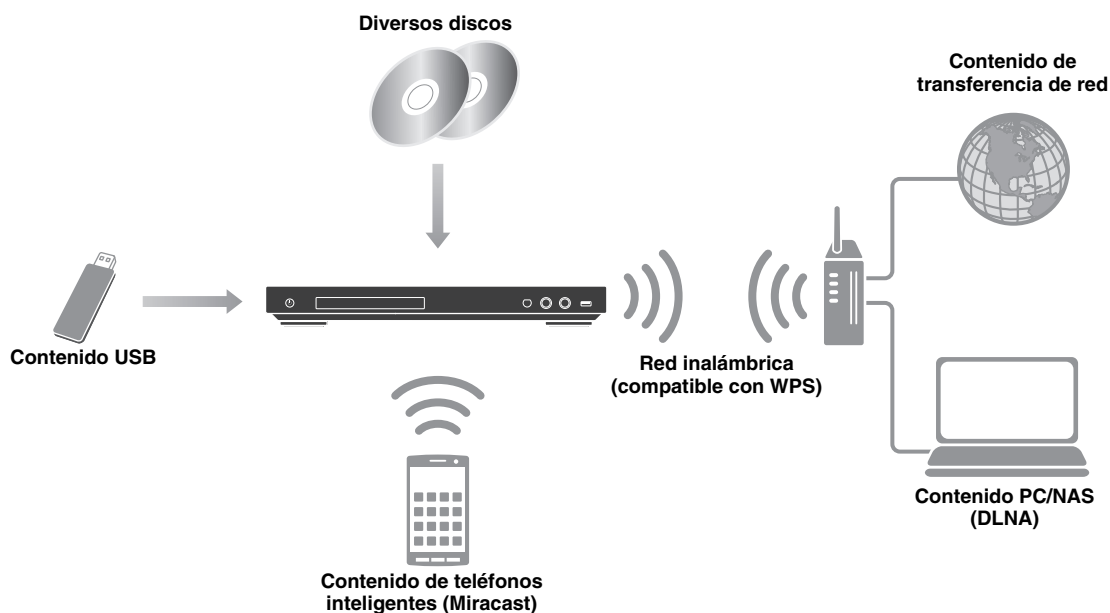 Diversos discos
Contenido de
transferencia de red
Contenido USB
Red inalámbrica
(compatible con WPS)
Contenido PC/NAS
(DLNA)
Contenido de teléfonos
inteligentes (Miracast)